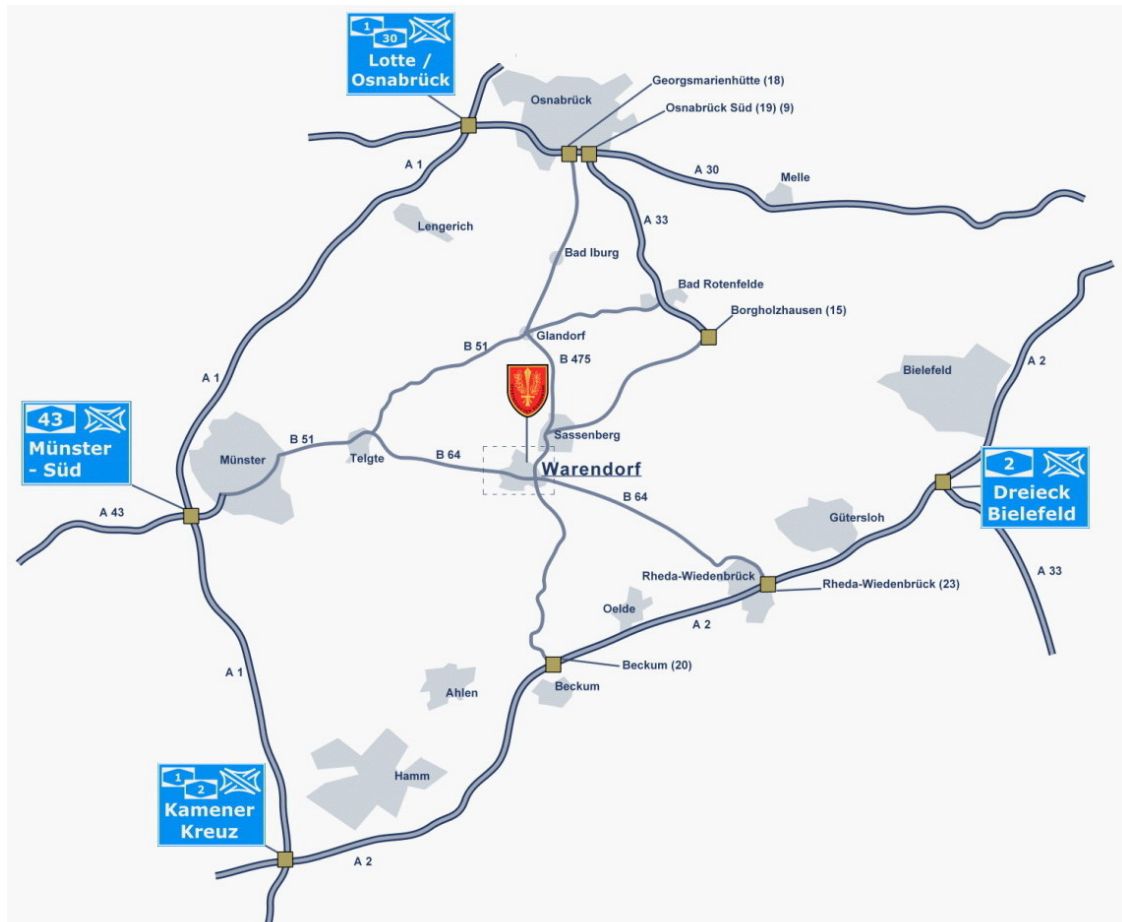 1
30
Lotte /
Osnabrück
Georgsmarienhütte (18)
Osnabrück
Osnabrück Süd (19) (9)
A 1
A 30
Melle
Lengerich
A 33
Bad Iburg
Bad Rotenfelde
Borgholzhausen (15)
Glandorf
B 51
B 475
A 2
Bielefeld
A 1
43
Münster
- Süd
Sassenberg
B 51
Münster
Telgte
B 64
Warendorf
2
Dreieck
Bielefeld
B 64
A 43
Gütersloh
Rheda-Wiedenbrück
Rheda-Wiedenbrück (23)
A 33
Oelde
A 2
Beckum (20)
A 1
Ahlen
Beckum
1
2
Kamener
Kreuz
Hamm
A 2